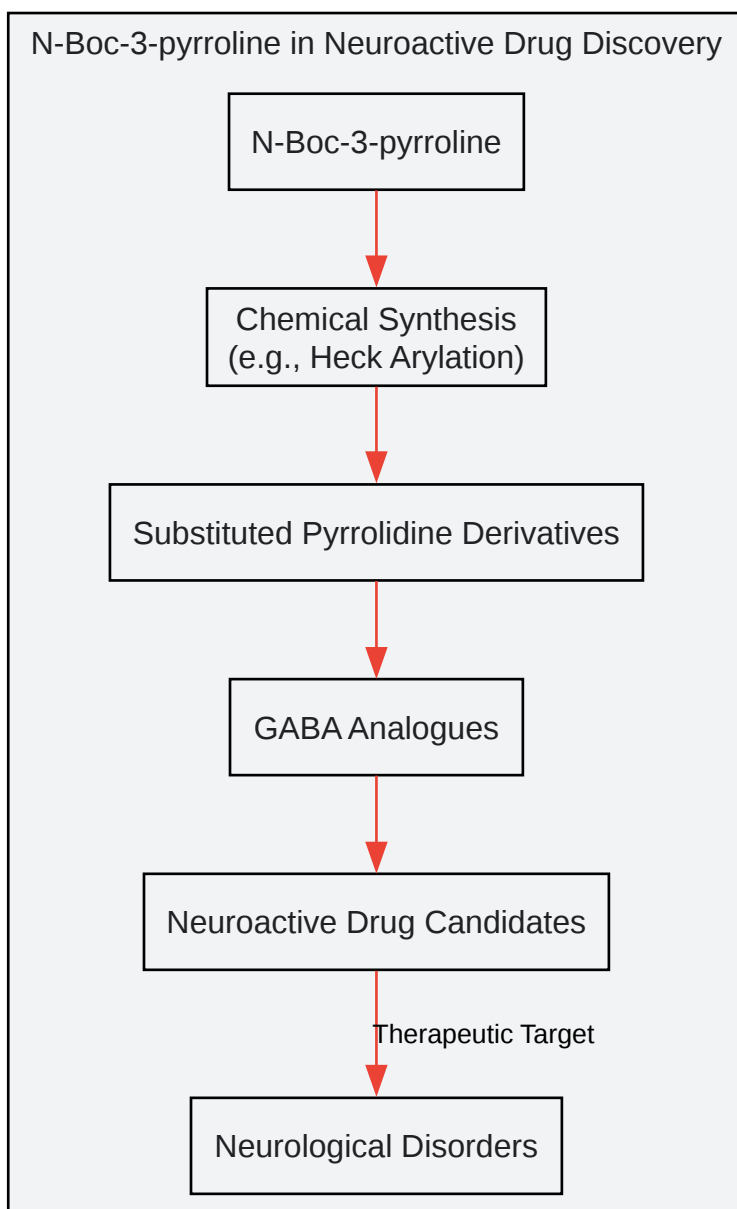 N-Boc-3-pyrroline in Neuroactive Drug Discovery
N-Boc-3-pyrroline
Chemical Synthesis
(e.g., Heck Arylation)
Substituted Pyrrolidine Derivatives
GABA Analogues
Neuroactive Drug Candidates
Therapeutic Target
Neurological Disorders